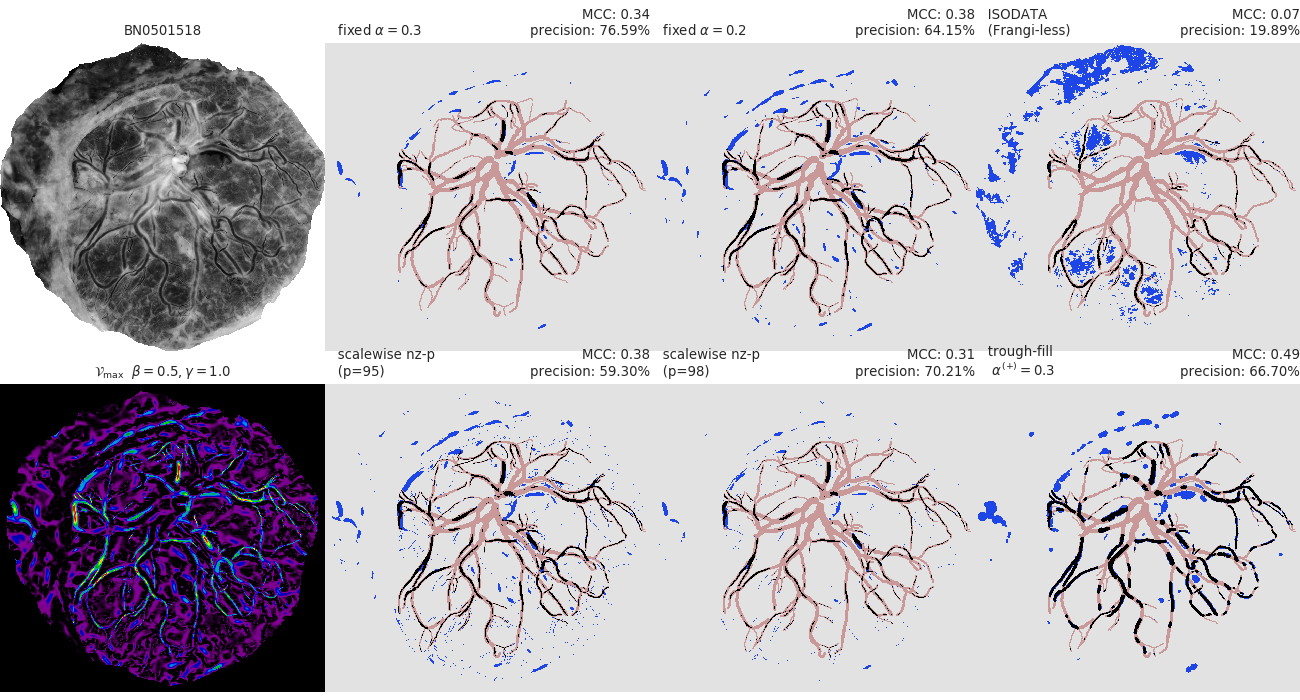 BN0501518
fixed α = 0.3
MCC: 0.34
precision: 76.59%
fixed α = 0.2
MCC: 0.38
precision: 64.15%
ISODATA
(Frangi-less)
MCC: 0.07
precision: 19.89%
𝒱max β = 0.5, γ = 1.0
scalewise nz-p
(p=95)
MCC: 0.38
precision: 59.30%
scalewise nz-p
(p=98)
MCC: 0.31
precision: 70.21%
trough-fill
α(+) = 0.3
MCC: 0.49
precision: 66.70%